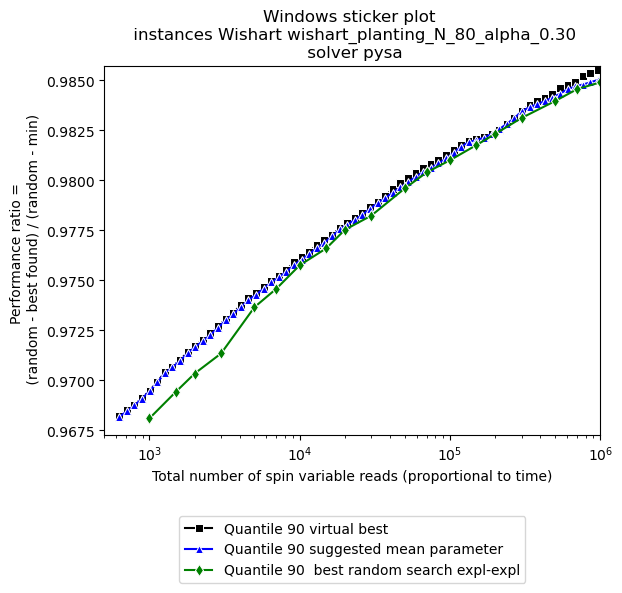 Windows sticker plot
instances Wishart wishart_planting_N_80_alpha_0.30
solver pysa
Performance ratio =
(random - best found) / (random - min)
0.9850
0.9825
0.9800
0.9775
0.9750
0.9725
0.9700
0.9675
10³ 10⁴ 10⁵ 10⁶
Total number of spin variable reads (proportional to time)
Quantile 90 virtual best
Quantile 90 suggested mean parameter
Quantile 90  best random search expl-expl